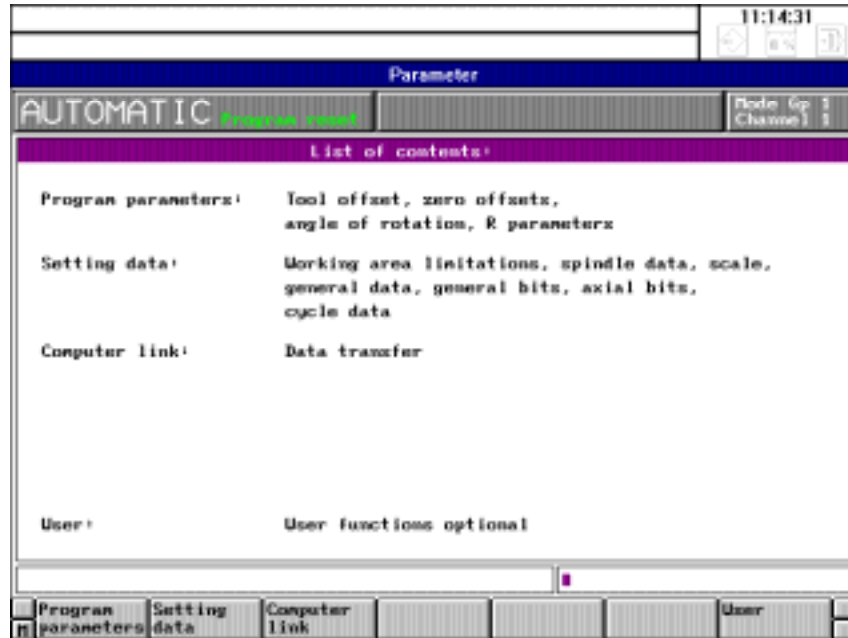 11:14:31
Parameter
AUTOMATIC Program reset
Mode Gp 1
Channel 1
List of contents:
Program parameters: Tool offset, zero offsets,
angle of rotation, R parameters
Setting data: Working area limitations, spindle data, scale,
general data, general bits, axial bits,
cycle data
Computer link: Data transfer
User: User functions optional
Program parameters
Setting data
Computer link
User
M